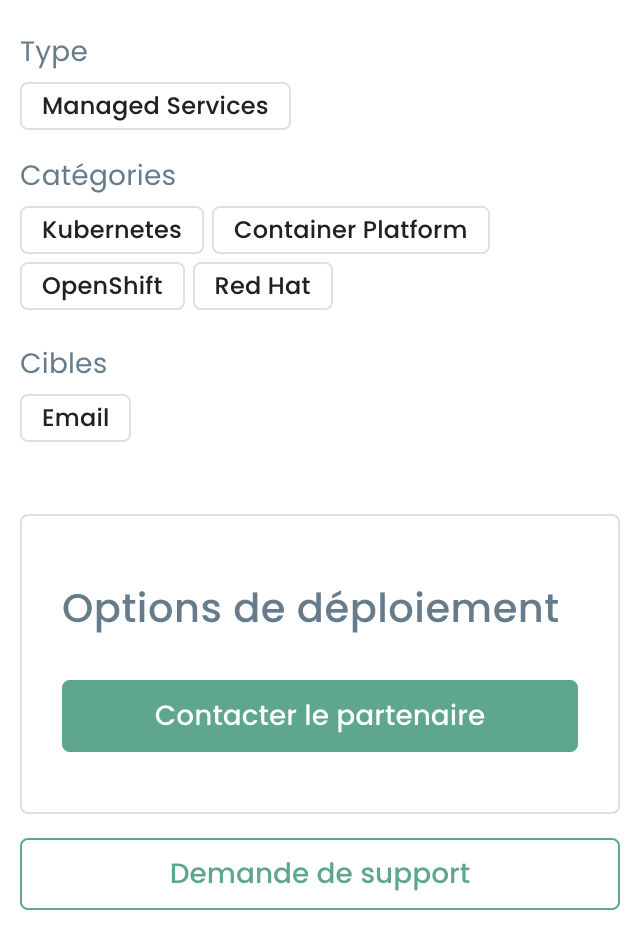 Type
Managed Services
Catégories
Kubernetes Container Platform
OpenShift Red Hat
Cibles
Email
Options de déploiement
Contacter le partenaire
Demande de support